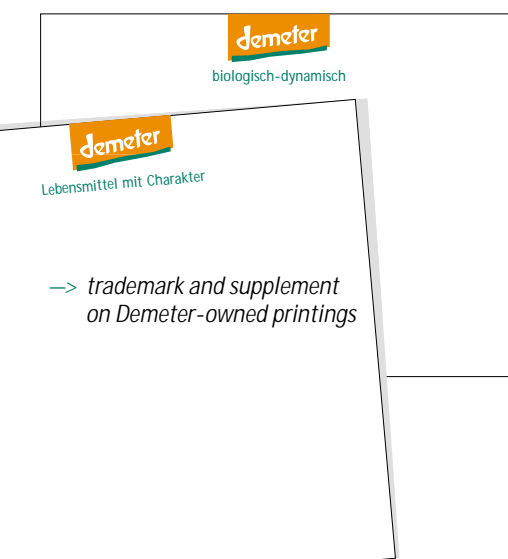 demeter
biologisch-dynamisch
demeter
Lebensmittel mit Charakter
—> trademark and supplement
on Demeter-owned printings